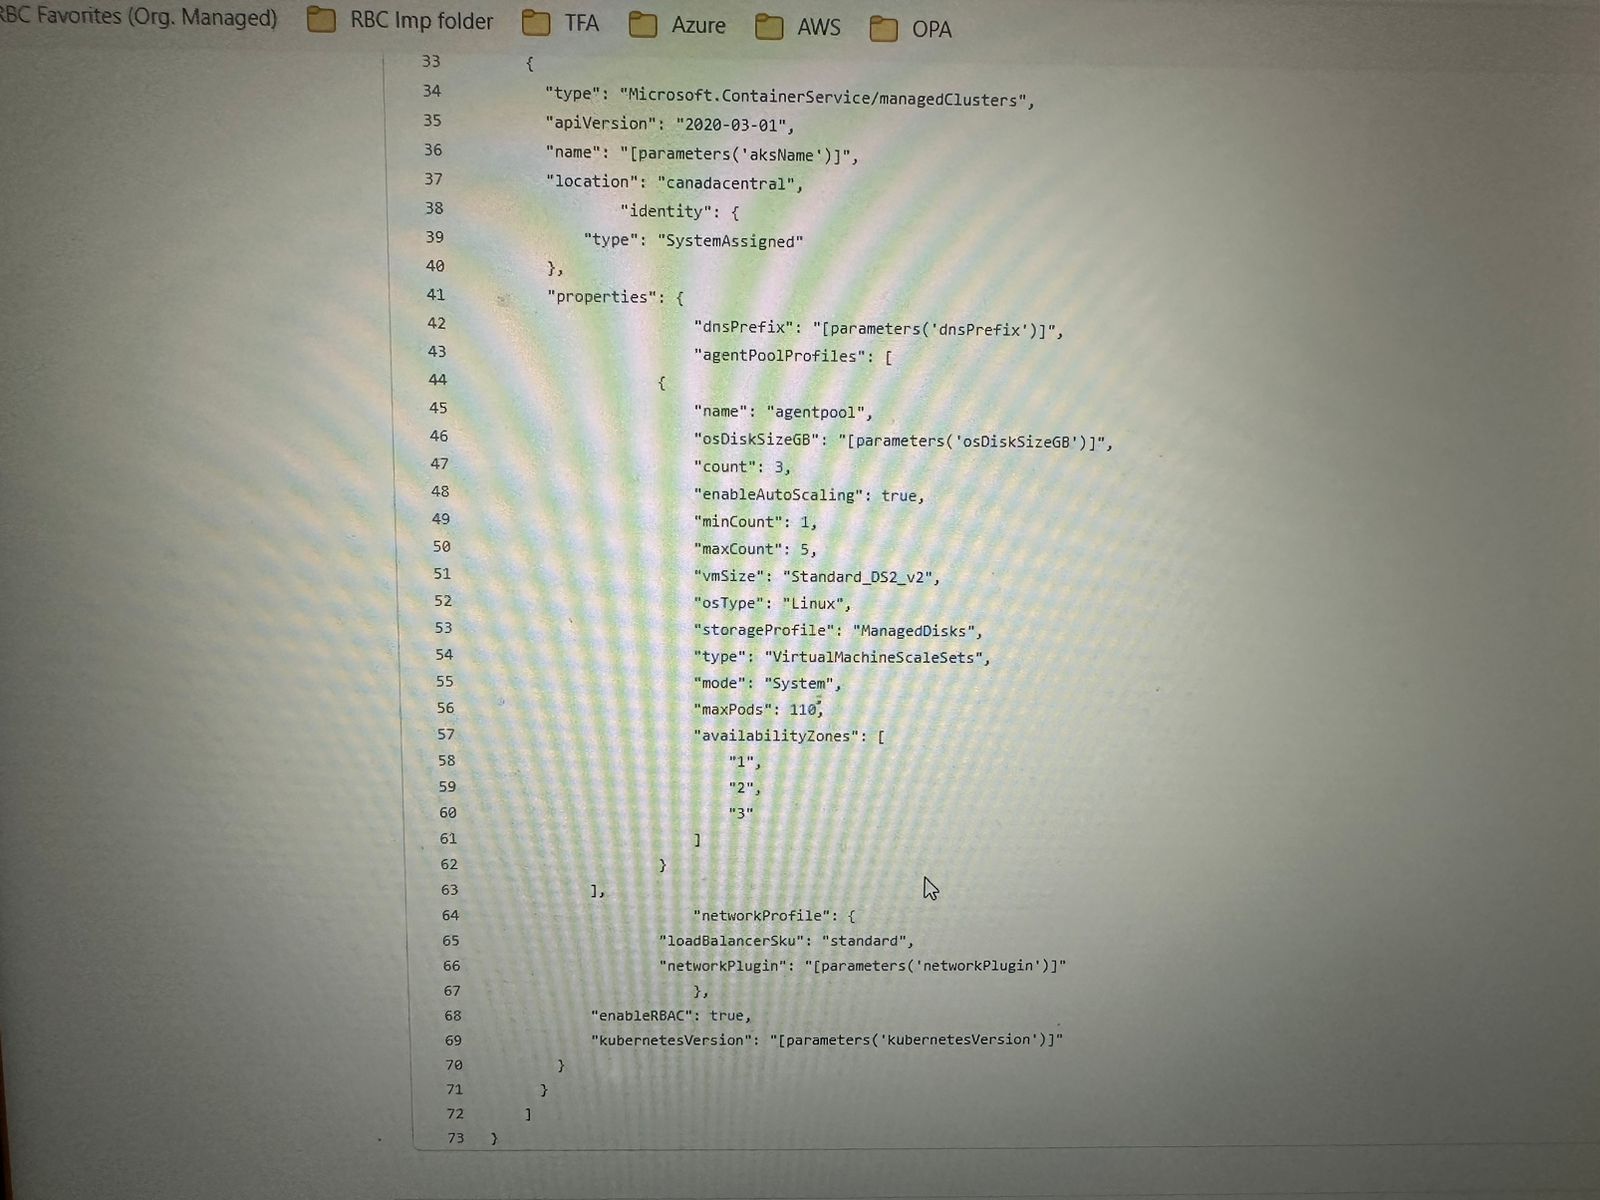 RBC Favorites (Org. Managed) RBC Imp folder TFA Azure AWS OPA
33 {
34 "type": "Microsoft.ContainerService/managedClusters",
35 "apiVersion": "2020-03-01",
36 "name": "[parameters('aksName')]",
37 "location": "canadacentral",
38 "identity": {
39 "type": "SystemAssigned"
40 },
41 "properties": {
42 "dnsPrefix": "[parameters('dnsPrefix')]",
43 "agentPoolProfiles": [
44 {
45 "name": "agentpool",
46 "osDiskSizeGB": "[parameters('osDiskSizeGB')]",
47 "count": 3,
48 "enableAutoScaling": true,
49 "minCount": 1,
50 "maxCount": 5,
51 "vmSize": "Standard_DS2_v2",
52 "osType": "Linux",
53 "storageProfile": "ManagedDisks",
54 "type": "VirtualMachineScaleSets",
55 "mode": "System",
56 "maxPods": 110,
57 "availabilityZones": [
58 "1",
59 "2",
60 "3"
61 ]
62 }
63 ],
64 "networkProfile": {
65 "loadBalancerSku": "standard",
66 "networkPlugin": "[parameters('networkPlugin')]"
67 },
68 "enableRBAC": true,
69 "kubernetesVersion": "[parameters('kubernetesVersion')]"
70 }
71 }
72 ]
73 }